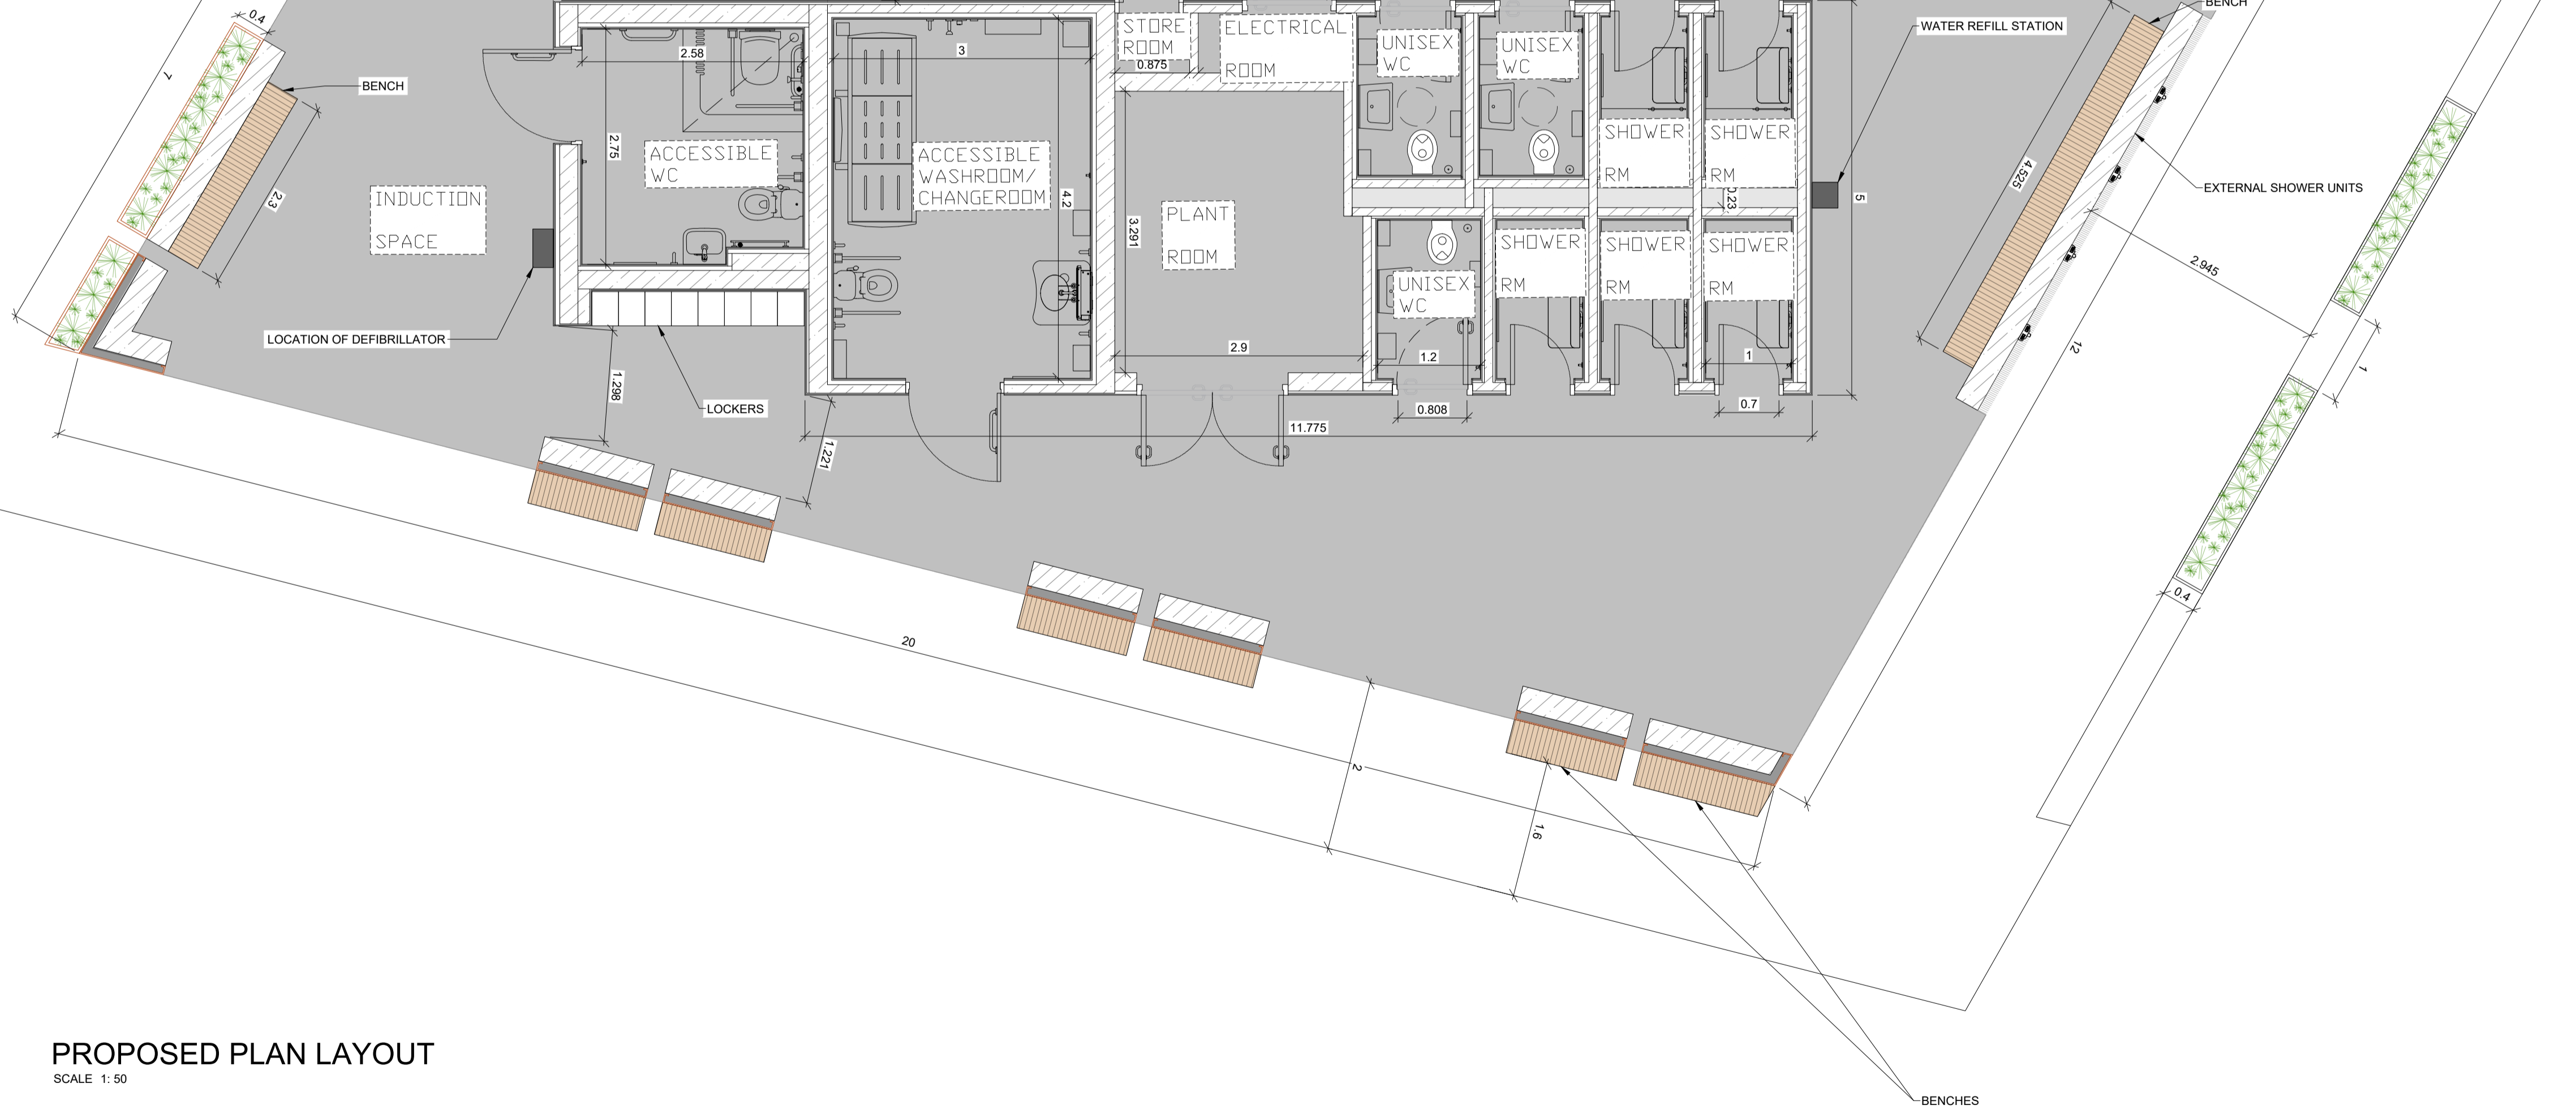 0.4
7
BENCH
2.3
INDUCTION
SPACE
LOCATION OF DEFIBRILLATOR
2.58
2.75
ACCESSIBLE
WC
1.298
LOCKERS
1.221
3
ACCESSIBLE
WASHROOM/
CHANGEROOM
4.2
STORE
ROOM
0.875
ELECTRICAL
ROOM
3.291
PLANT
ROOM
2.9
11.775
UNISEX
WC
UNISEX
WC
SHOWER
RM
SHOWER
RM
0.23
UNISEX
WC
1.2
0.808
SHOWER
RM
SHOWER
RM
SHOWER
RM
1
0.7
5
WATER REFILL STATION
BENCH
4.525
EXTERNAL SHOWER UNITS
2.945
12
1
0.4
20
2
1.6
BENCHES
PROPOSED PLAN LAYOUT
SCALE 1: 50